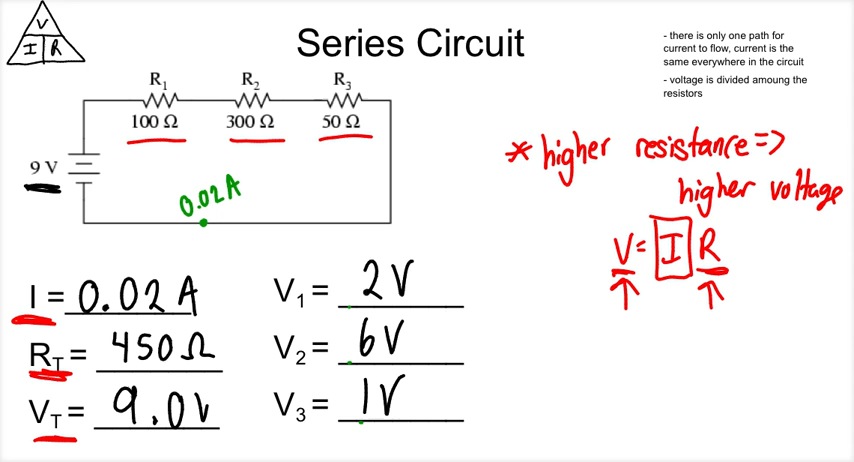 V
I R
Series Circuit
- there is only one path for
current to flow, current is the
same everywhere in the circuit
- voltage is divided amoung the
resistors
R1 R2 R3
100 Ω 300 Ω 50 Ω
9 V
0.02A
* higher resistance =>
higher voltage
V = I R
I = 0.02 A
RT = 450 Ω
VT = 9.0V
V1 = 2V
V2 = 6V
V3 = 1V